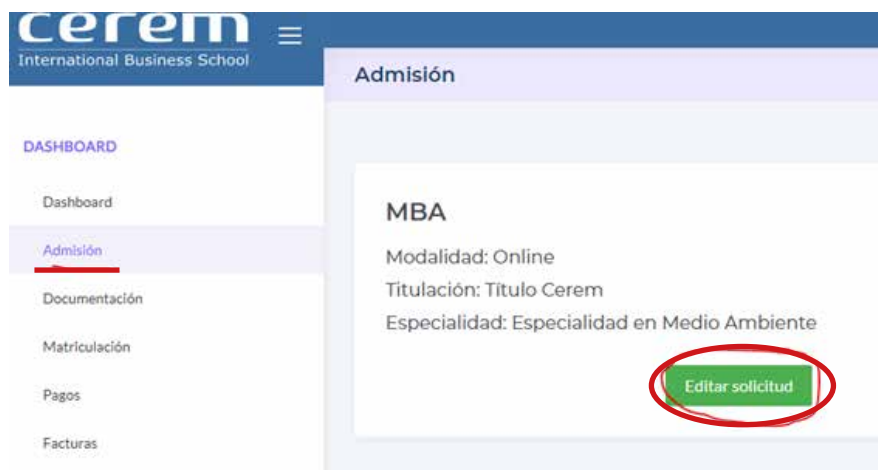 cerem
International Business School
Admisión
DASHBOARD
Dashboard
Admisión
Documentación
Matriculación
Pagos
Facturas
MBA
Modalidad: Online
Titulación: Título Cerem
Especialidad: Especialidad en Medio Ambiente
Editar solicitud